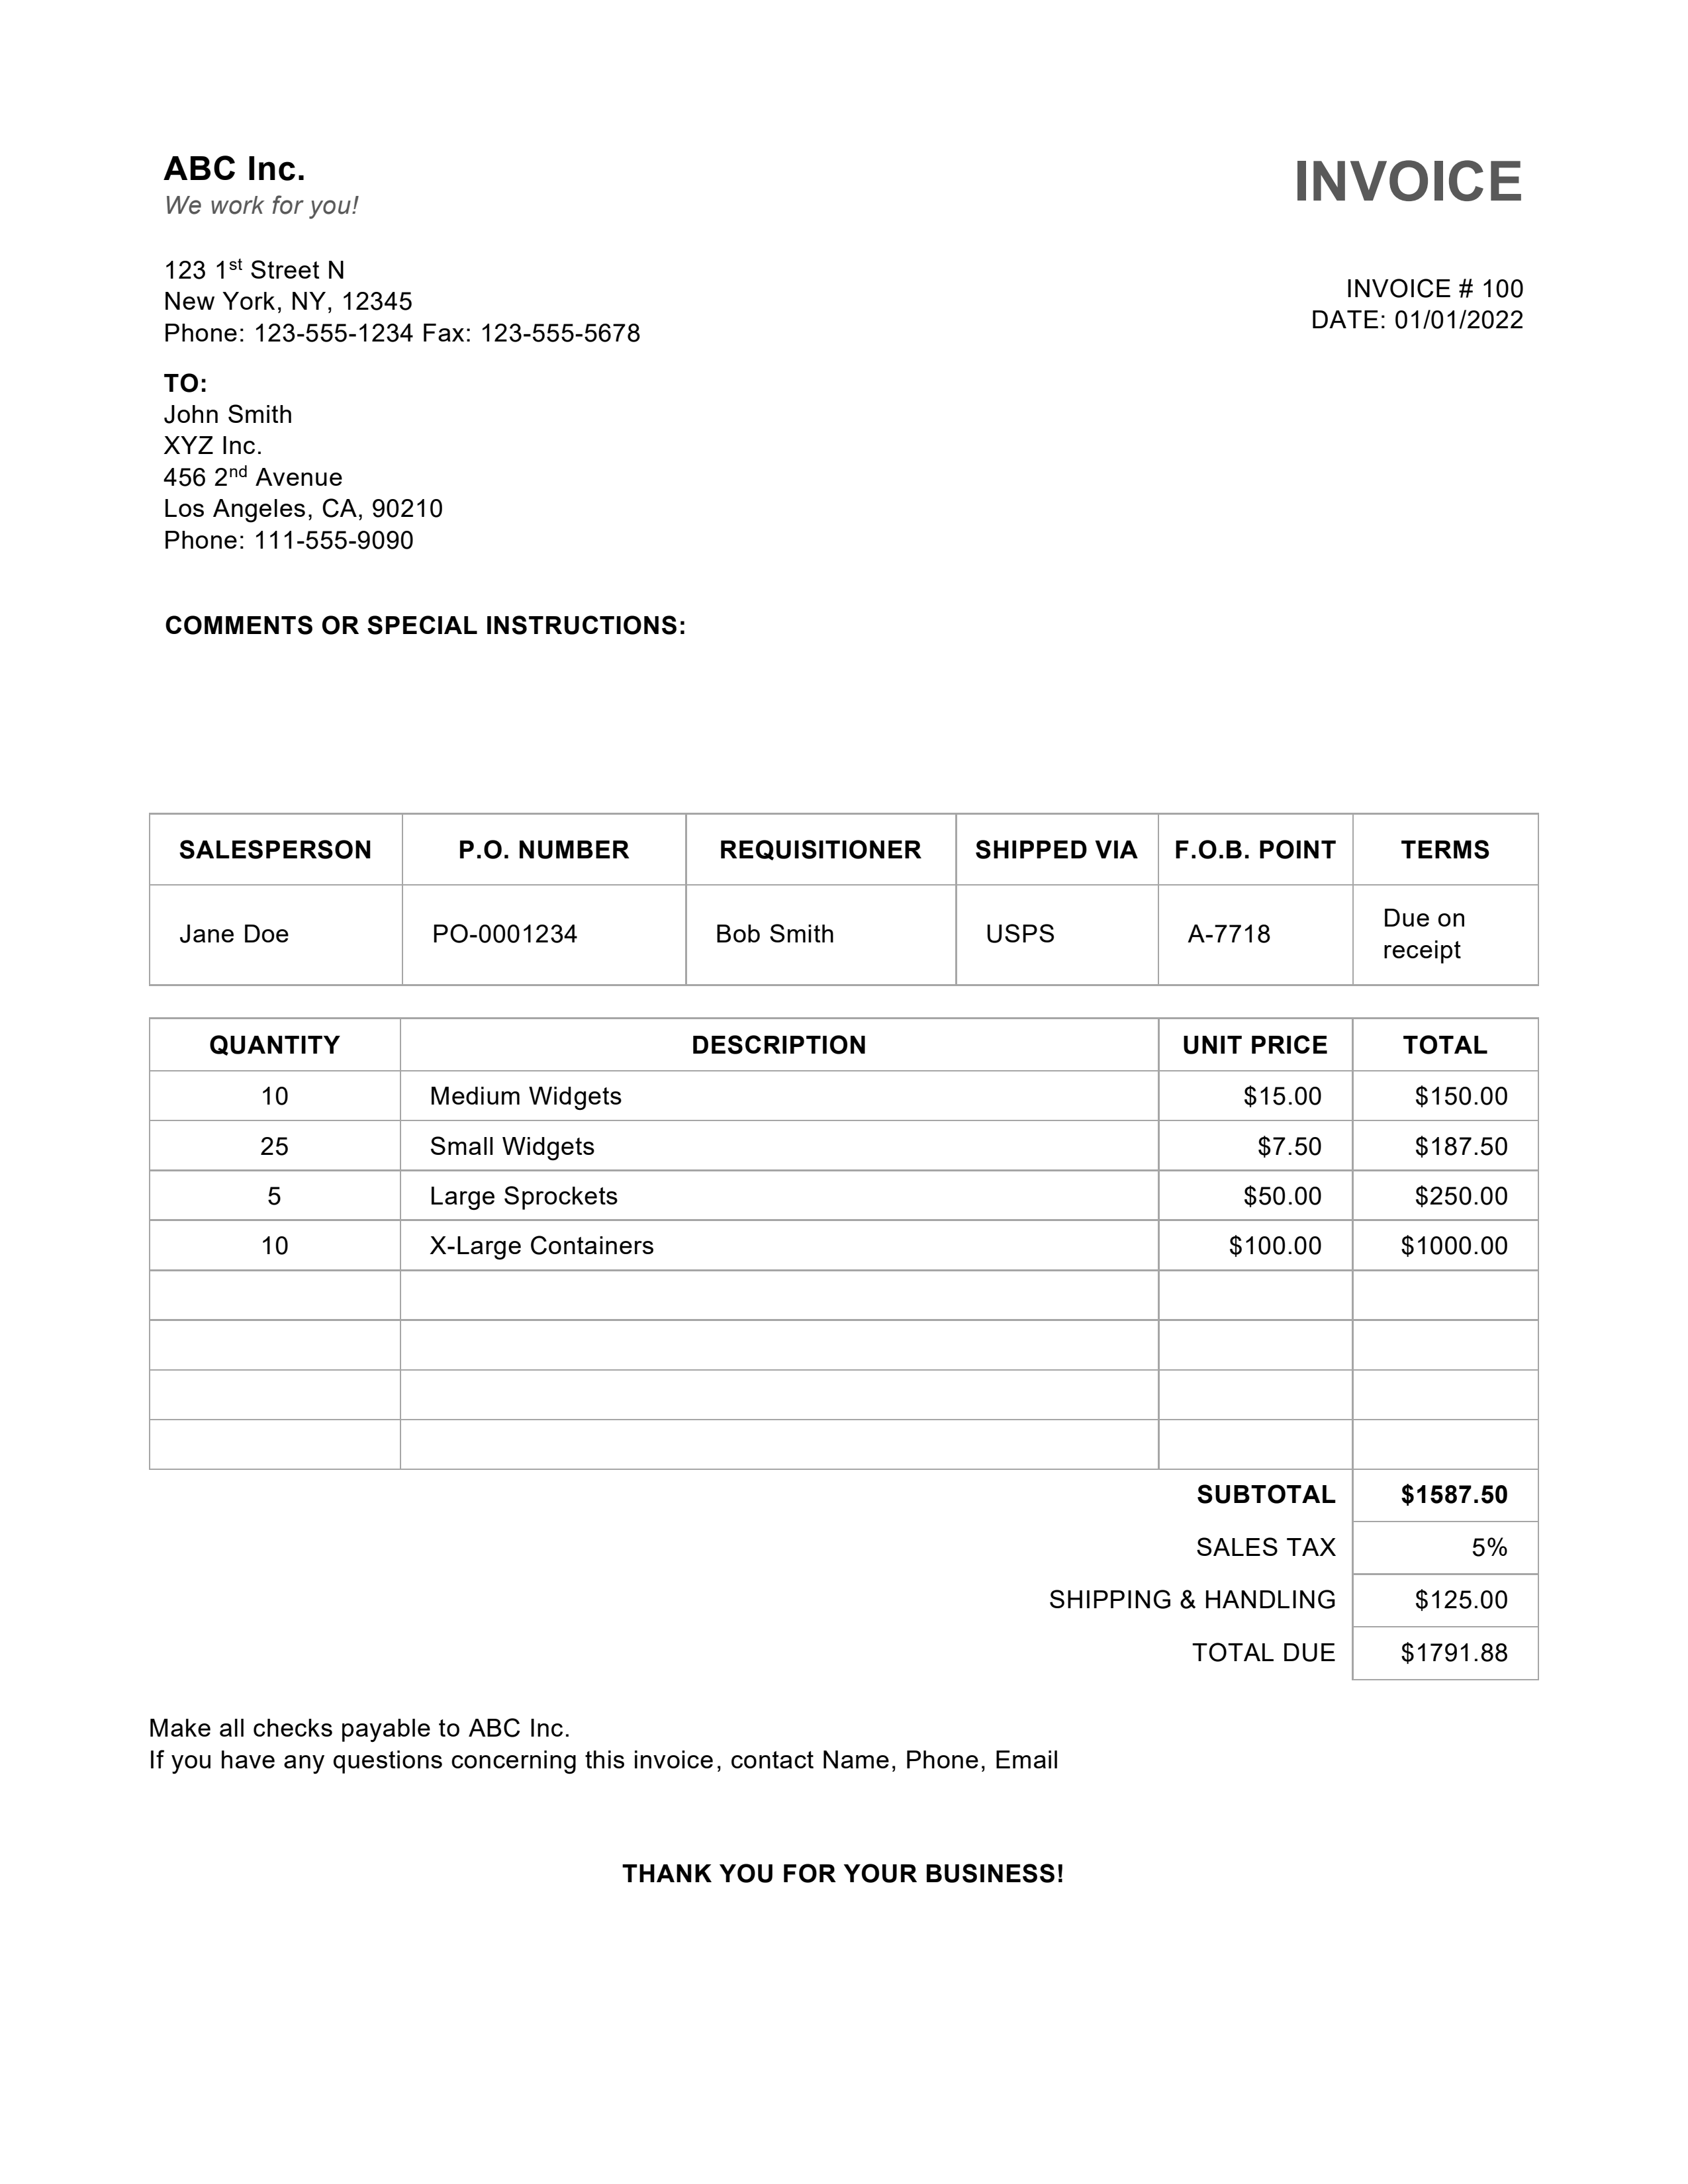 ABC Inc.
We work for you!
INVOICE
123 1st Street N
New York, NY, 12345
Phone: 123-555-1234 Fax: 123-555-5678
INVOICE # 100
DATE: 01/01/2022
TO:
John Smith
XYZ Inc.
456 2nd Avenue
Los Angeles, CA, 90210
Phone: 111-555-9090
COMMENTS OR SPECIAL INSTRUCTIONS:
SALESPERSON P.O. NUMBER REQUISITIONER SHIPPED VIA F.O.B. POINT TERMS
Jane Doe PO-0001234 Bob Smith USPS A-7718 Due on receipt
QUANTITY DESCRIPTION UNIT PRICE TOTAL
10 Medium Widgets $15.00 $150.00
25 Small Widgets $7.50 $187.50
5 Large Sprockets $50.00 $250.00
10 X-Large Containers $100.00 $1000.00
SUBTOTAL $1587.50
SALES TAX 5%
SHIPPING & HANDLING $125.00
TOTAL DUE $1791.88
Make all checks payable to ABC Inc.
If you have any questions concerning this invoice, contact Name, Phone, Email
THANK YOU FOR YOUR BUSINESS!